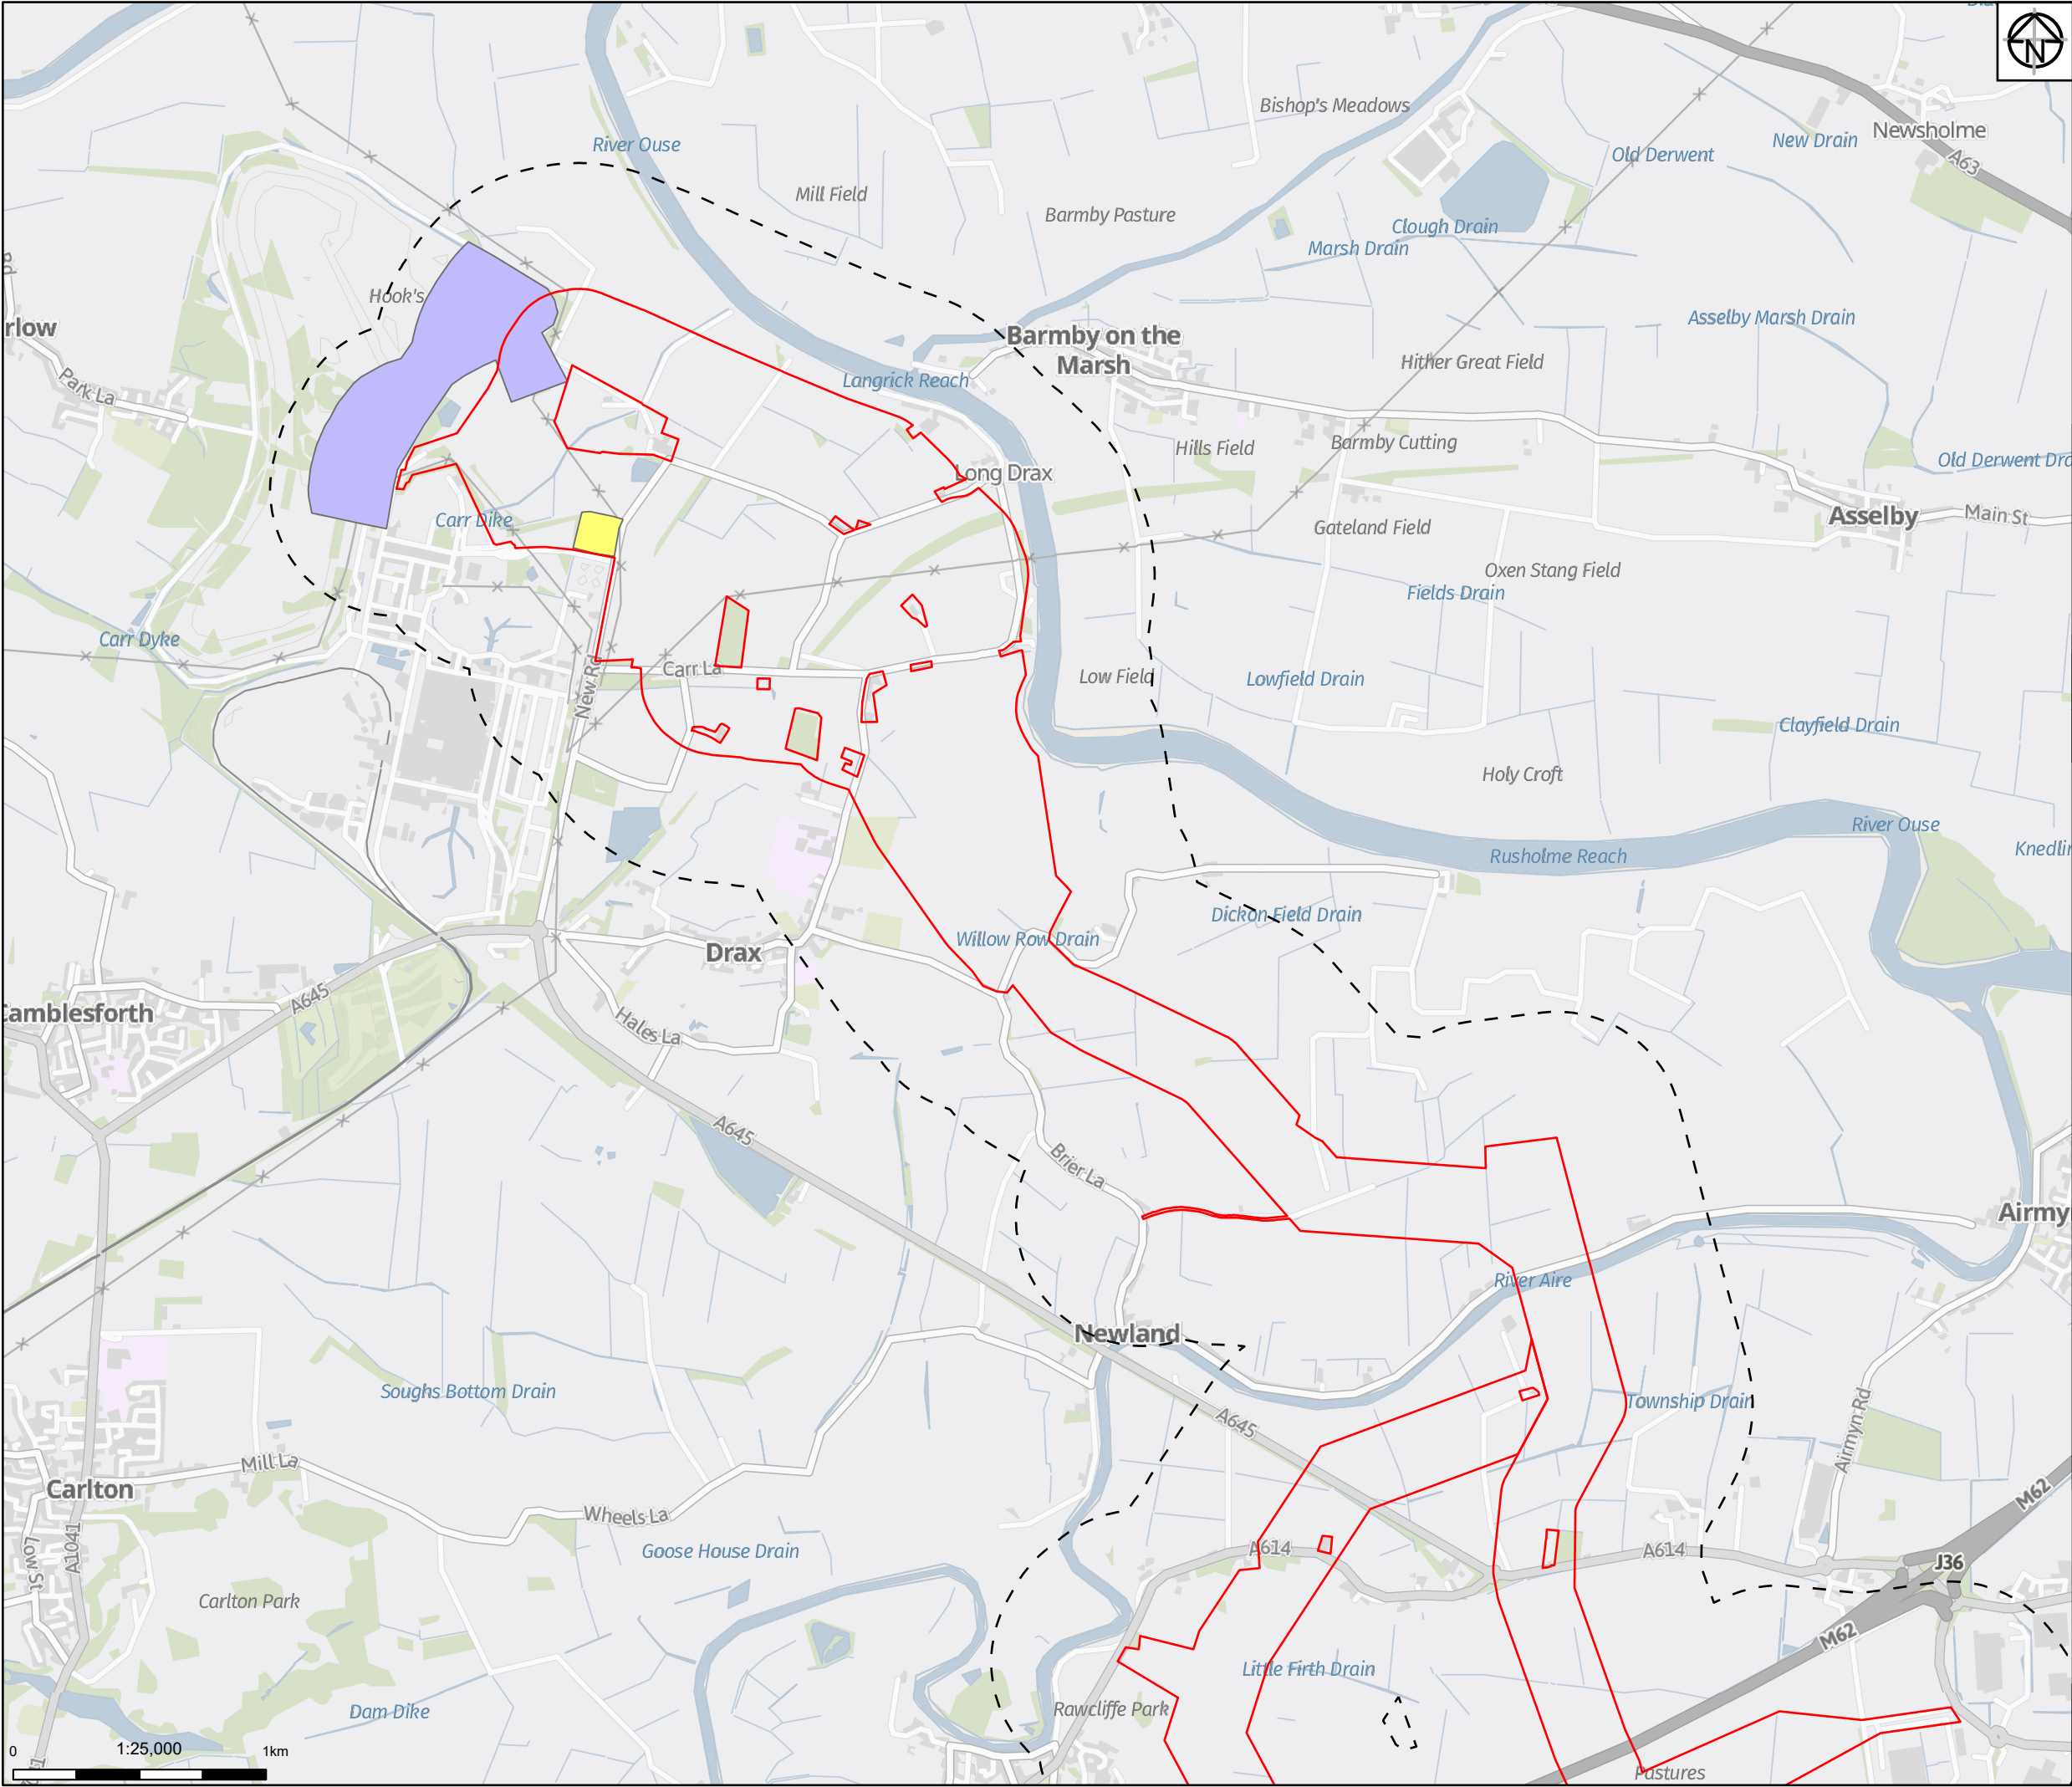 N
Bishop's Meadows
Newsholme
River Ouse
New Drain
Old Derwent
A63
Mill Field
Barmby Pasture
Clough Drain
Marsh Drain
Hook's
Asselby Marsh Drain
rlow
Barmby on the
Marsh
Hither Great Field
Park La
Langrick Reach
Hills Field
Barmby Cutting
Long Drax
Old Derwent Dra
Carr Dike
Gateland Field
Asselby
Main St
Oxen Stang Field
Fields Drain
Carr Dyke
Carr La
Low Field
Lowfield Drain
New Rd
Clayfield Drain
Holy Croft
River Ouse
Rusholme Reach
Knedlin
Dickon Field Drain
Willow Row Drain
Drax
A645
Camblesforth
Hales La
A645
Brier La
Airmy
River Aire
Newland
Soughs Bottom Drain
Township Drain
A645
Airmyn Rd
Mill La
Carlton
M62
Wheels La
A1041
Low St
Goose House Drain
A614
A614
J36
Carlton Park
M62
Little Firth Drain
Dam Dike
Rawcliffe Park
0
1:25,000
1km
Pastures